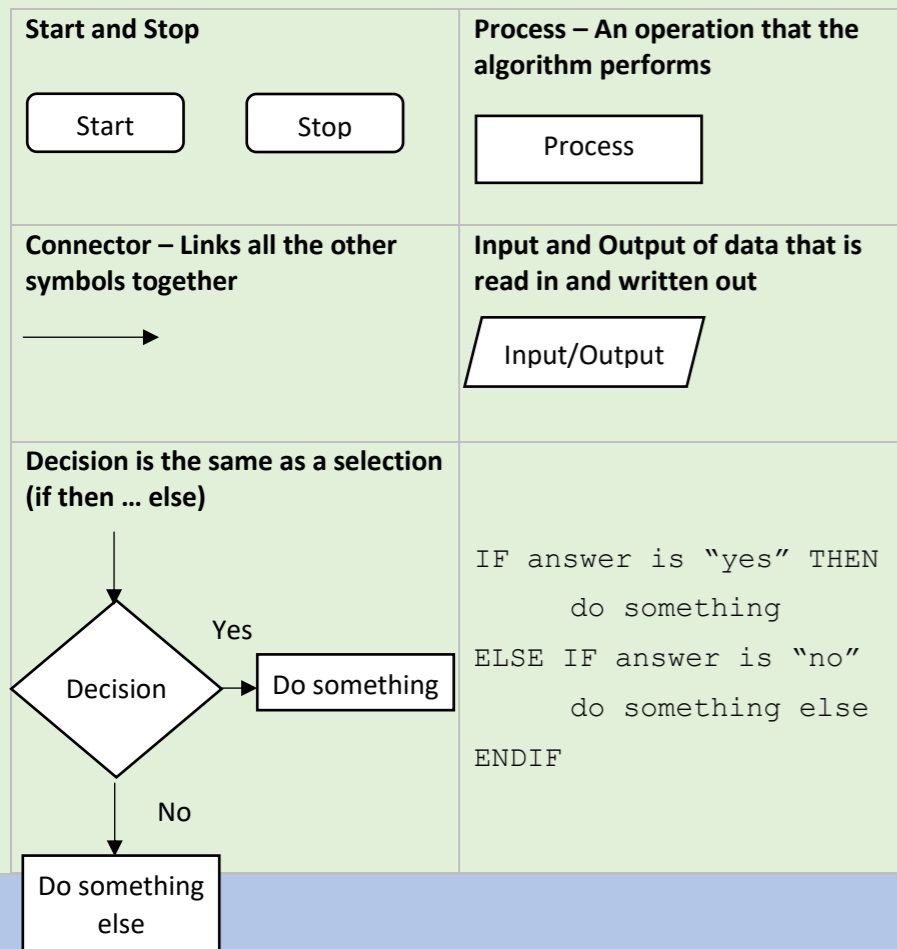 Start and Stop
Start
Stop
Process – An operation that the
algorithm performs
Process
Connector – Links all the other
symbols together
Input and Output of data that is
read in and written out
Input/Output
Decision is the same as a selection
(if then … else)
Decision
Yes
Do something
No
Do something
else
IF answer is “yes” THEN
do something
ELSE IF answer is “no”
do something else
ENDIF